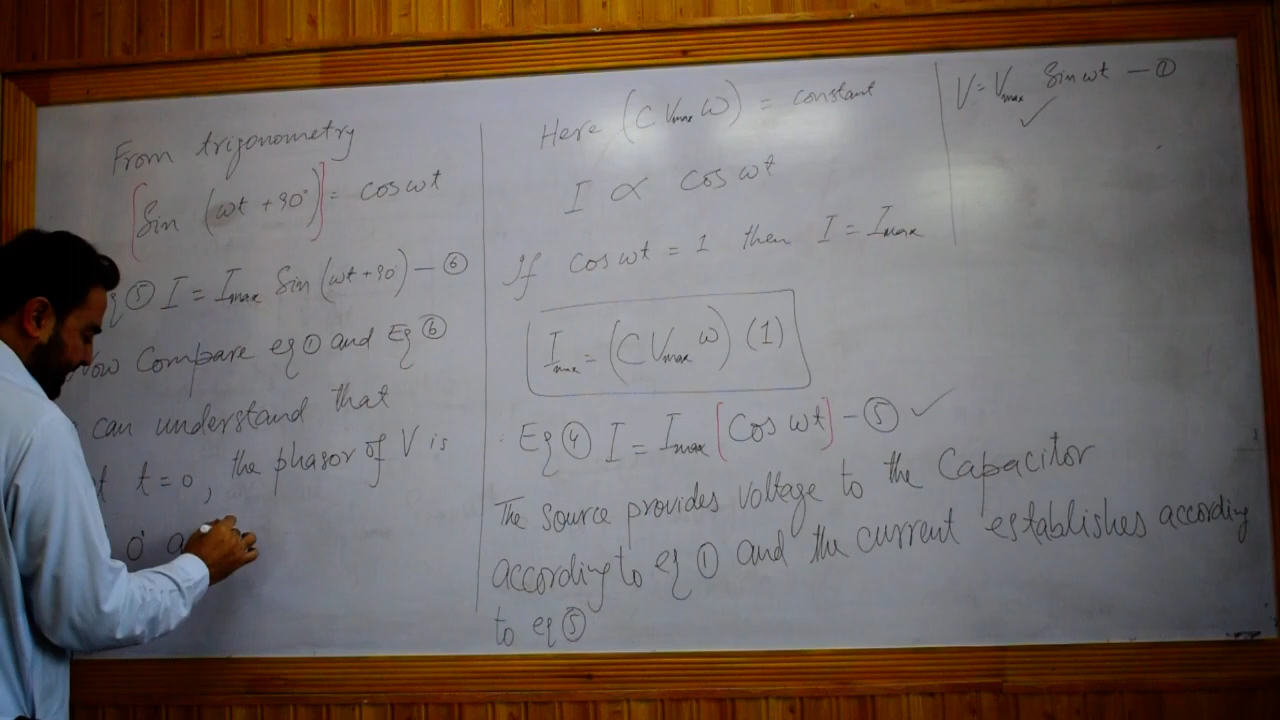 From trigonometry
[Sin (ωt + 90°)] = cos ωt
⑤ I = Imax Sin (ωt + 90°) — ⑥
Now Compare eq ① and Eq ⑥
can understand that
t = 0, the phasor of V is
0°
Here (C Vmax ω) = constant
I ∝ cos ωt
If cos ωt = 1 then I = Imax
Imax = (C Vmax ω) (1)
Eq ④ I = Imax [Cos ωt] — ⑤ ✓
The source provides voltage to the Capacitor
according to eq ① and the current establishes according
to eq ⑤
V = Vmax Sin ωt — ①
✓